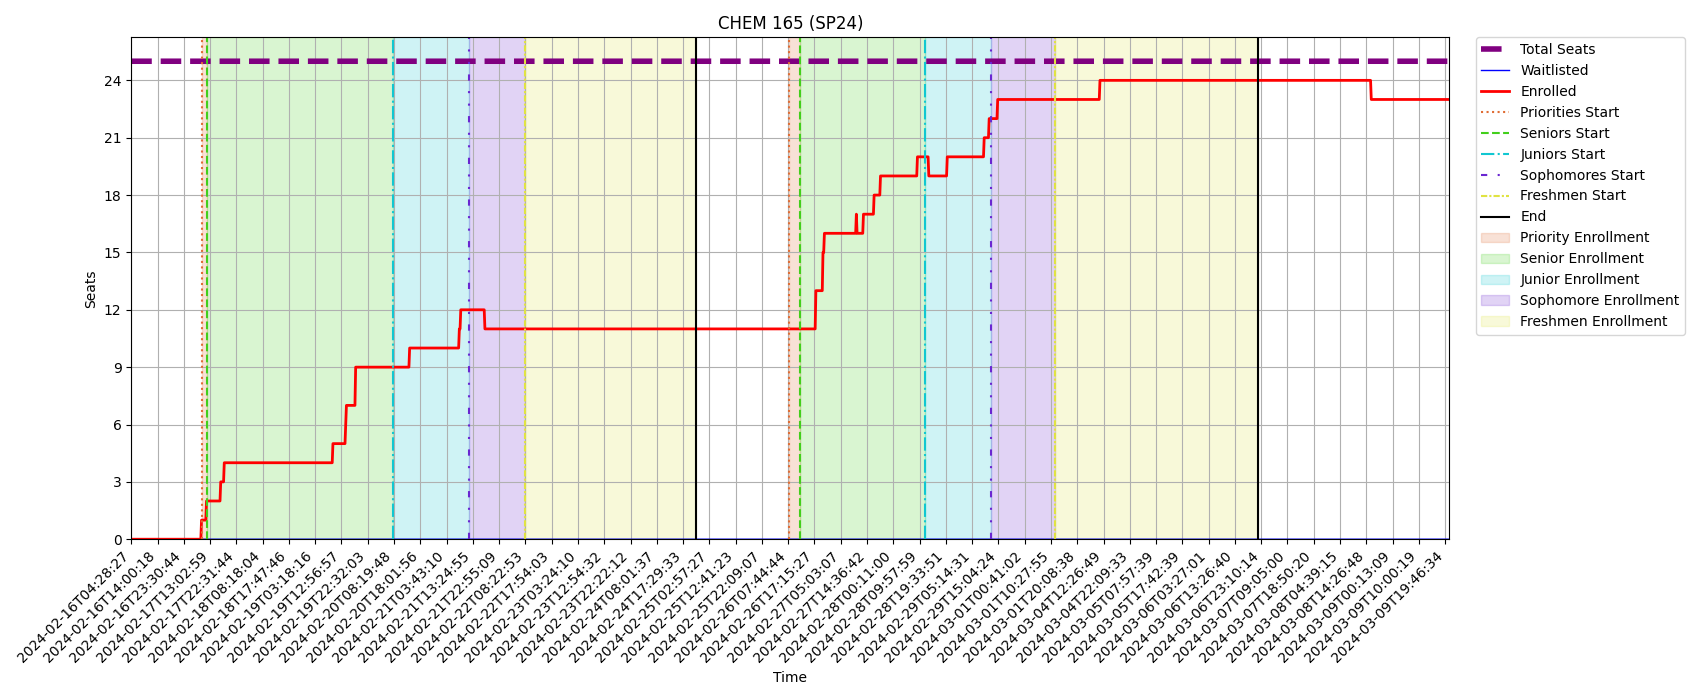 CHEM 165 (SP24)
Seats
24
21
18
15
12
9
6
3
0
2024-02-16T04:28:27
2024-02-16T14:00:18
2024-02-16T23:30:44
2024-02-17T13:02:59
2024-02-17T22:31:44
2024-02-18T08:18:04
2024-02-18T17:47:46
2024-02-19T03:18:16
2024-02-19T12:56:57
2024-02-19T22:32:03
2024-02-20T08:19:48
2024-02-20T18:01:56
2024-02-21T03:43:10
2024-02-21T13:24:55
2024-02-21T22:55:09
2024-02-22T08:22:53
2024-02-22T17:54:03
2024-02-23T03:24:10
2024-02-23T12:54:32
2024-02-23T22:22:12
2024-02-24T08:01:37
2024-02-24T17:29:33
2024-02-25T02:57:27
2024-02-25T12:41:23
2024-02-25T22:09:07
2024-02-26T07:44:44
2024-02-26T17:15:27
2024-02-27T05:03:07
2024-02-27T14:36:42
2024-02-28T00:11:00
2024-02-28T09:57:59
2024-02-28T19:33:51
2024-02-29T05:14:31
2024-02-29T15:04:24
2024-03-01T00:41:02
2024-03-01T10:27:55
2024-03-01T20:08:38
2024-03-04T12:26:49
2024-03-04T22:09:33
2024-03-05T07:57:39
2024-03-05T17:42:39
2024-03-06T03:27:01
2024-03-06T13:26:40
2024-03-06T23:10:14
2024-03-07T09:05:00
2024-03-07T18:50:20
2024-03-08T04:39:15
2024-03-08T14:26:48
2024-03-09T00:13:09
2024-03-09T10:00:19
2024-03-09T19:46:34
Time
Total Seats
Waitlisted
Enrolled
Priorities Start
Seniors Start
Juniors Start
Sophomores Start
Freshmen Start
End
Priority Enrollment
Senior Enrollment
Junior Enrollment
Sophomore Enrollment
Freshmen Enrollment